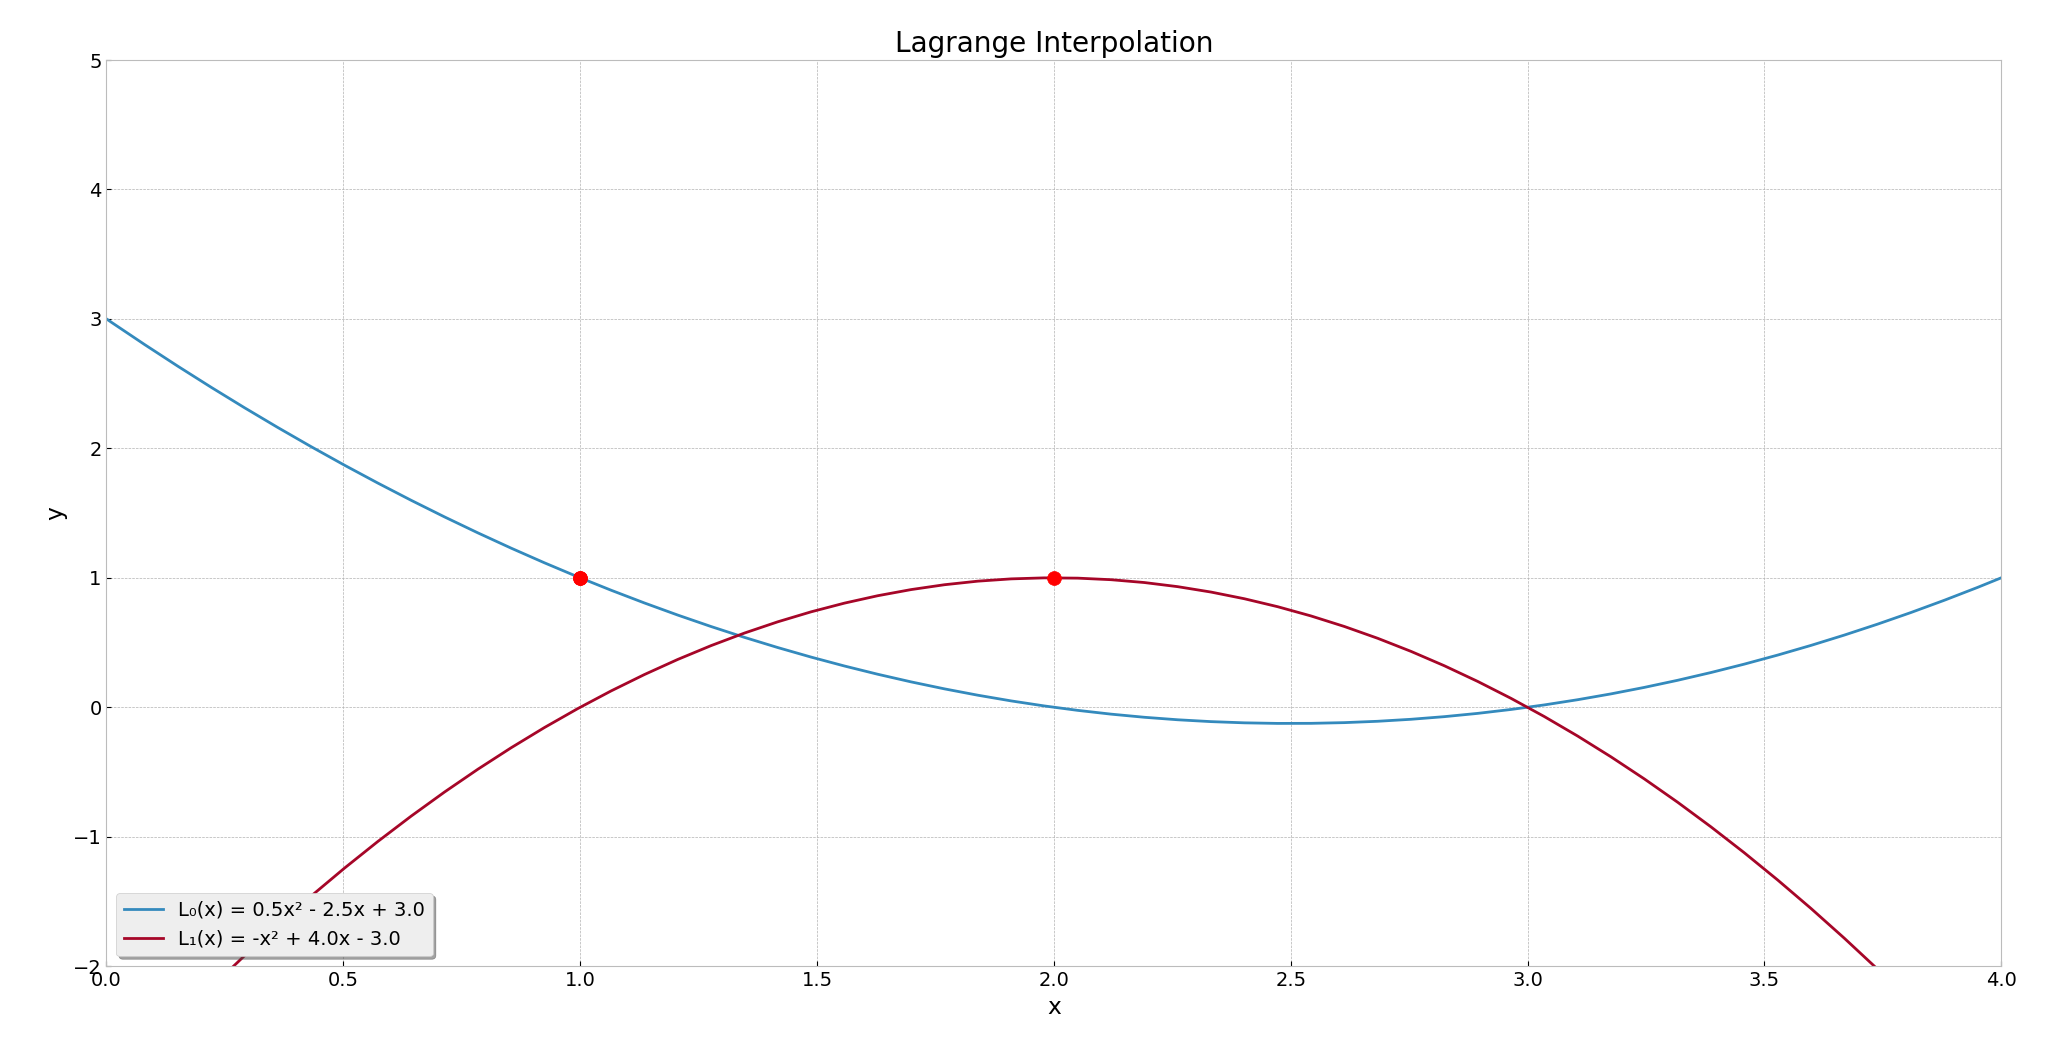 Lagrange Interpolation
5
4
3
2
1
0
−1
−2
y
L₀(x) = 0.5x² - 2.5x + 3.0
L₁(x) = -x² + 4.0x - 3.0
0.0 0.5 1.0 1.5 2.0 2.5 3.0 3.5 4.0
x